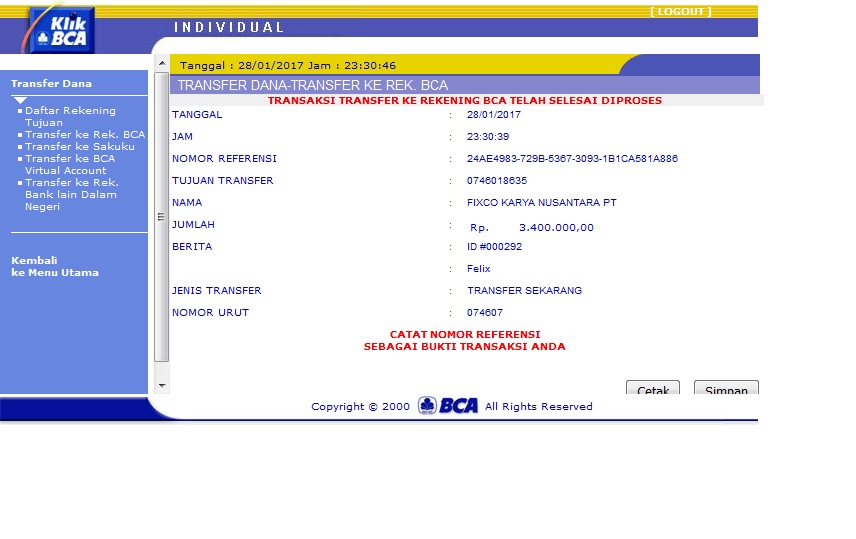 Klik
BCA
[ LOGOUT ]
INDIVIDUAL
Tanggal : 28/01/2017 Jam : 23:30:46
Transfer Dana
Daftar Rekening
Tujuan
Transfer ke Rek. BCA
Transfer ke Sakuku
Transfer ke BCA
Virtual Account
Transfer ke Rek.
Bank lain Dalam
Negeri
Kembali
ke Menu Utama
TRANSFER DANA-TRANSFER KE REK. BCA
TRANSAKSI TRANSFER KE REKENING BCA TELAH SELESAI DIPROSES
TANGGAL : 28/01/2017
JAM : 23:30:39
NOMOR REFERENSI : 24AE4983-729B-5367-3093-1B1CA581A886
TUJUAN TRANSFER : 0746018635
NAMA : FIXCO KARYA NUSANTARA PT
JUMLAH : Rp. 3.400.000,00
BERITA : ID #000292
: Felix
JENIS TRANSFER : TRANSFER SEKARANG
NOMOR URUT : 074607
CATAT NOMOR REFERENSI
SEBAGAI BUKTI TRANSAKSI ANDA
Cetak Simpan
Copyright © 2000 BCA All Rights Reserved